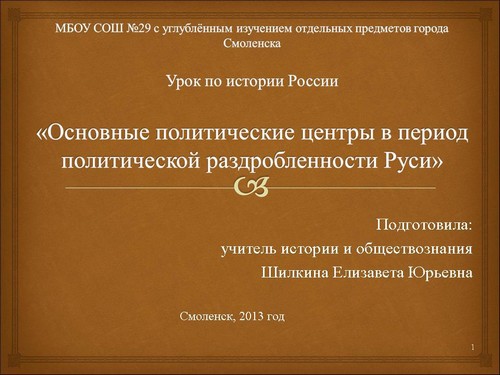 МБОУ СОШ №29 с углублённым изучением отдельных предметов города
Смоленска
Урок по истории России
«Основные политические центры в период
политической раздробленности Руси»
Подготовила:
учитель истории и обществознания
Шилкина Елизавета Юрьевна
Смоленск, 2013 год
1